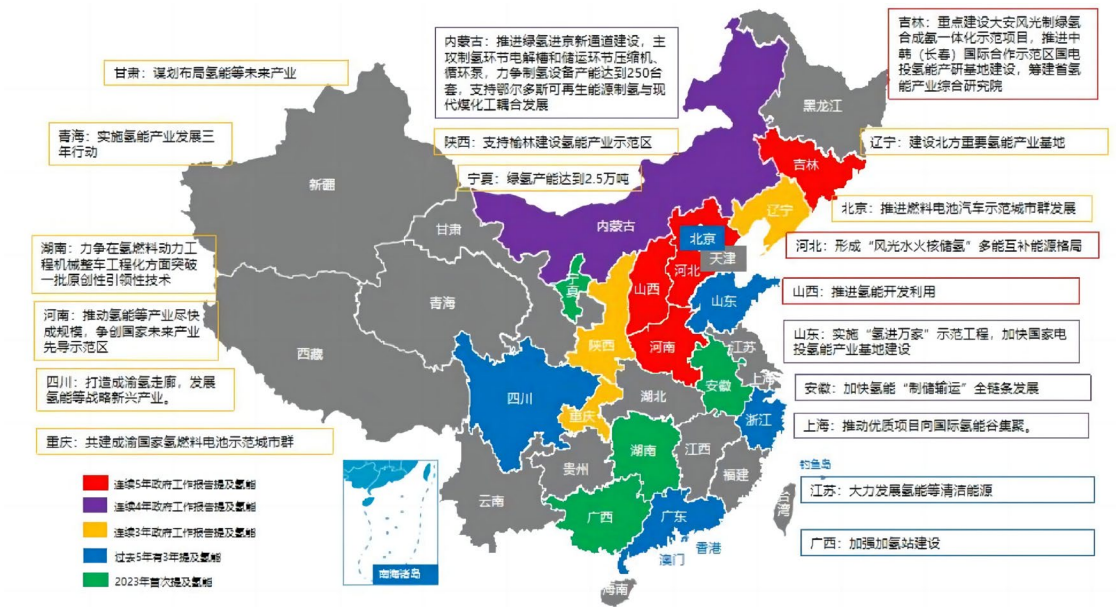 甘肃：谋划布局氢能等未来产业
青海：实施氢能产业发展三
年行动
湖南：力争在氢燃料动力工
程机械整车工程化方面突破
一批原创性引领性技术
河南：推动氢能等产业尽快
成规模，争创国家未来产业
先导示范区
四川：打造成渝氢走廊，发展
氢能等战略新兴产业。
重庆：共建成渝国家氢燃料电池示范城市群
内蒙古：推进绿氢进京新通道建设，主
攻制氢环节电解槽和储运环节压缩机、
循环泵，力争制氢设备产能达到250台
套，支持鄂尔多斯可再生能源制氢与现
代煤化工耦合发展
陕西：支持榆林建设氢能产业示范区
宁夏：绿氢产能达到2.5万吨
吉林：重点建设大安风光制绿氢
合成氨一体化示范项目，推进中
韩（长春）国际合作示范区国电
投氢能产研基地建设，筹建省氢
能产业综合研究院
辽宁：建设北方重要氢能产业基地
北京：推进燃料电池汽车示范城市群发展
河北：形成“风光水火核储氢”多能互补能源格局
山西：推进氢能开发利用
山东：实施“氢进万家”示范工程，加快国家电
投氢能产业基地建设
安徽：加快氢能“制储输运”全链条发展
上海：推动优质项目向国际氢能谷集聚。
江苏：大力发展氢能等清洁能源
广西：加强加氢站建设
黑龙江
吉林
辽宁
新疆
内蒙古
甘肃
北京
天津
河北
山西
宁夏
青海
山东
西藏
陕西
河南
江苏
四川
安徽
上海
湖北
重庆
浙江
湖南
江西
贵州
福建
云南
台湾
广西
广东
香港
澳门
海南
钓鱼岛
南海诸岛
连续5年政府工作报告提及氢能
连续4年政府工作报告提及氢能
连续3年政府工作报告提及氢能
过去5年有3年提及氢能
2023年首次提及氢能